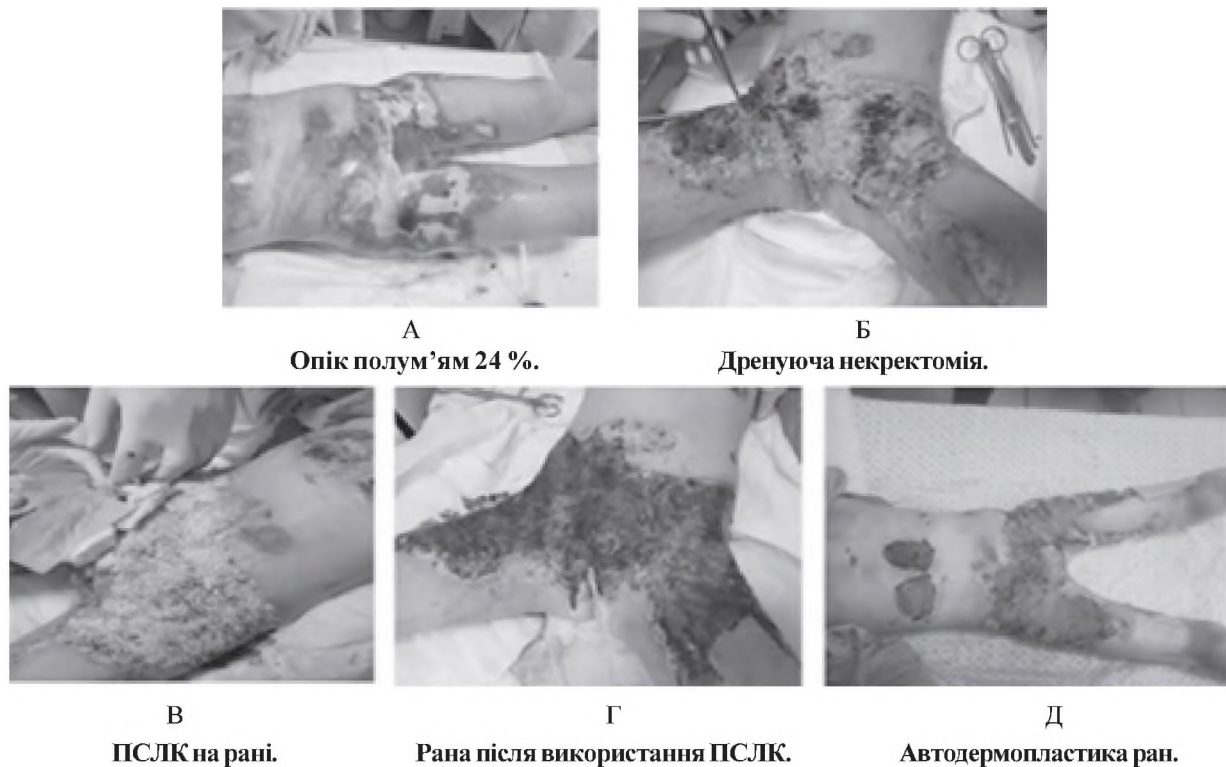 А
Б
Опік полум’ям 24 %.
Дренуюча некректомія.
В
Г
Д
ПСЛК на рані.
Рана після використання ПСЛК.
Автодермопластика ран.